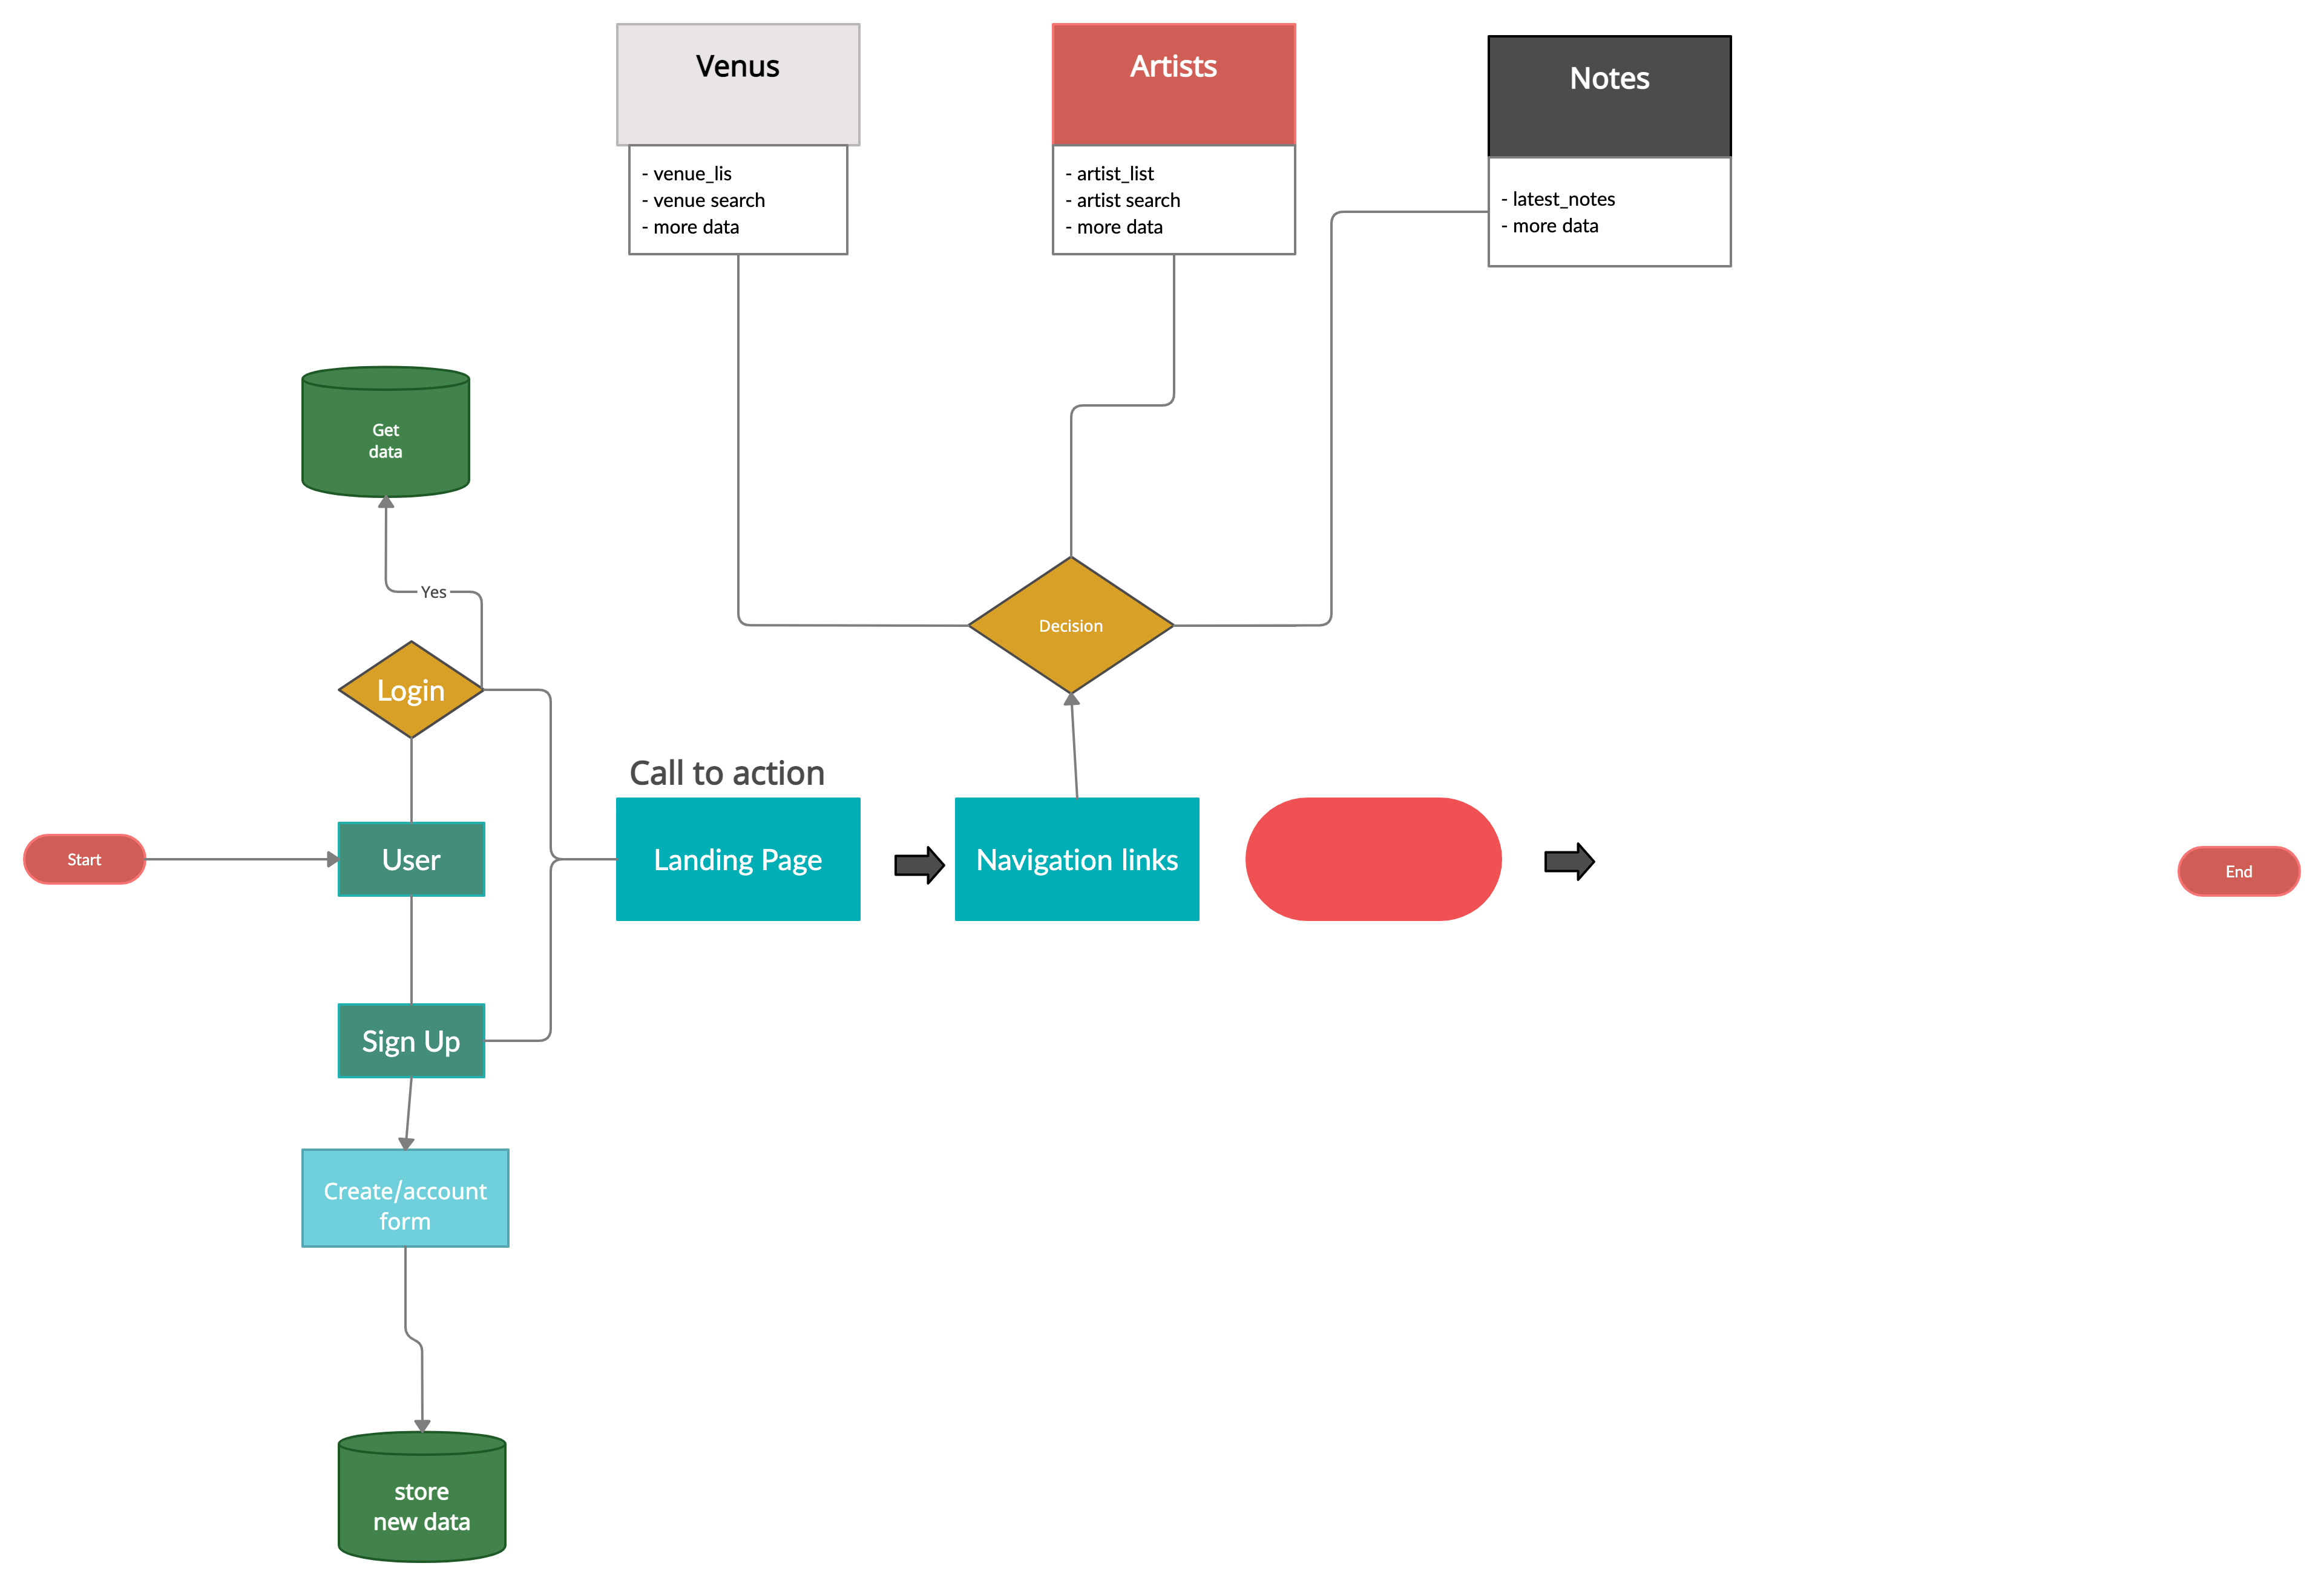 Venus
- venue_lis
- venue search
- more data
Artists
- artist_list
- artist search
- more data
Notes
- latest_notes
- more data
Get
data
Yes
Login
Decision
Call to action
Start
User
Landing Page
Navigation links
End
Sign Up
Create/account
form
store
new data